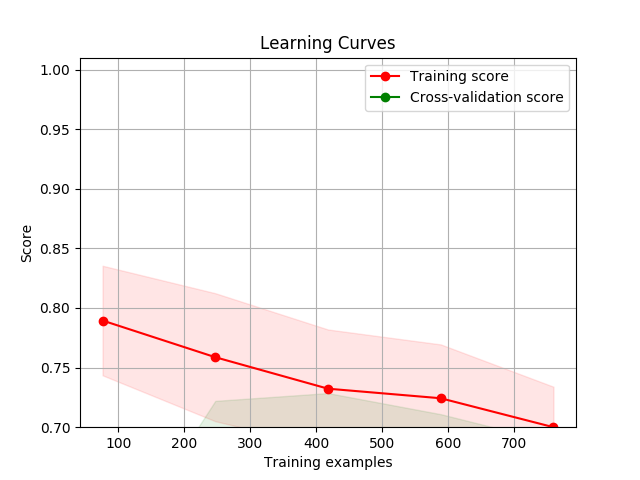 Learning Curves
Training score
Cross-validation score
1.00
0.95
0.90
0.85
0.80
0.75
0.70
Score
100 200 300 400 500 600 700
Training examples